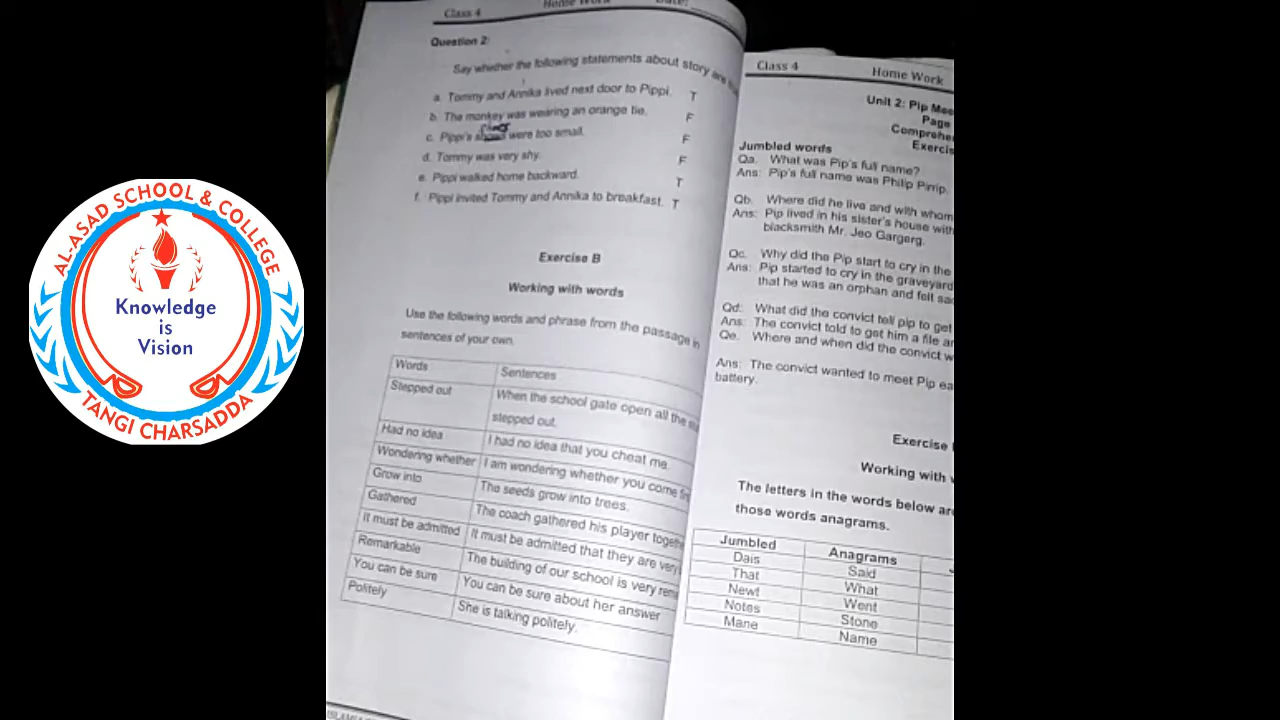 AL-ASAD SCHOOL & COLLEGE
Knowledge
is
Vision
TANGI CHARSADDA
Class 4 Home Work Date:
Question 2:
Say whether the following statements about story are
a. Tommy and Annika lived next door to Pippi. T
b. The monkey was wearing an orange tie. F
c. Pippi's shoes were too small. F
d. Tommy was very shy. F
e. Pippi walked home backward. T
f. Pippi invited Tommy and Annika to breakfast. T
Exercise B
Working with words
Use the following words and phrase from the passage in
sentences of your own.
Words Sentences
Stepped out When the school gate open all the
stepped out.
Had no idea I had no idea that you cheat me.
Wondering whether I am wondering whether you come
Grow into The seeds grow into trees.
Gathered The coach gathered his player
It must be admitted It must be admitted that they are
Remarkable The building of our school is very
You can be sure You can be sure about her answer
Politely She is talking politely.
Class 4 Home Work
Unit 2: Pip
Page
Jumbled words
Qa. What was Pip's full name?
Ans: Pip's full name was Philip Pirrip.
Qb. Where did he live and with whom
Ans: Pip lived in his sister's house with
blacksmith Mr. Jeo Gargerg.
Qc. Why did the Pip start to cry in the
Ans: Pip started to cry in the graveyard
that he was an orphan and felt
Qd: What did the convict tell pip to get
Ans: The convict told to get him a file
Qe. Where and when did the convict
Ans: The convict wanted to meet Pip
battery.
Exercise
Working with
The letters in the words below
those words anagrams.
Jumbled Anagrams
Dais Said
That What
Newt Went
Notes Stone
Mane Name